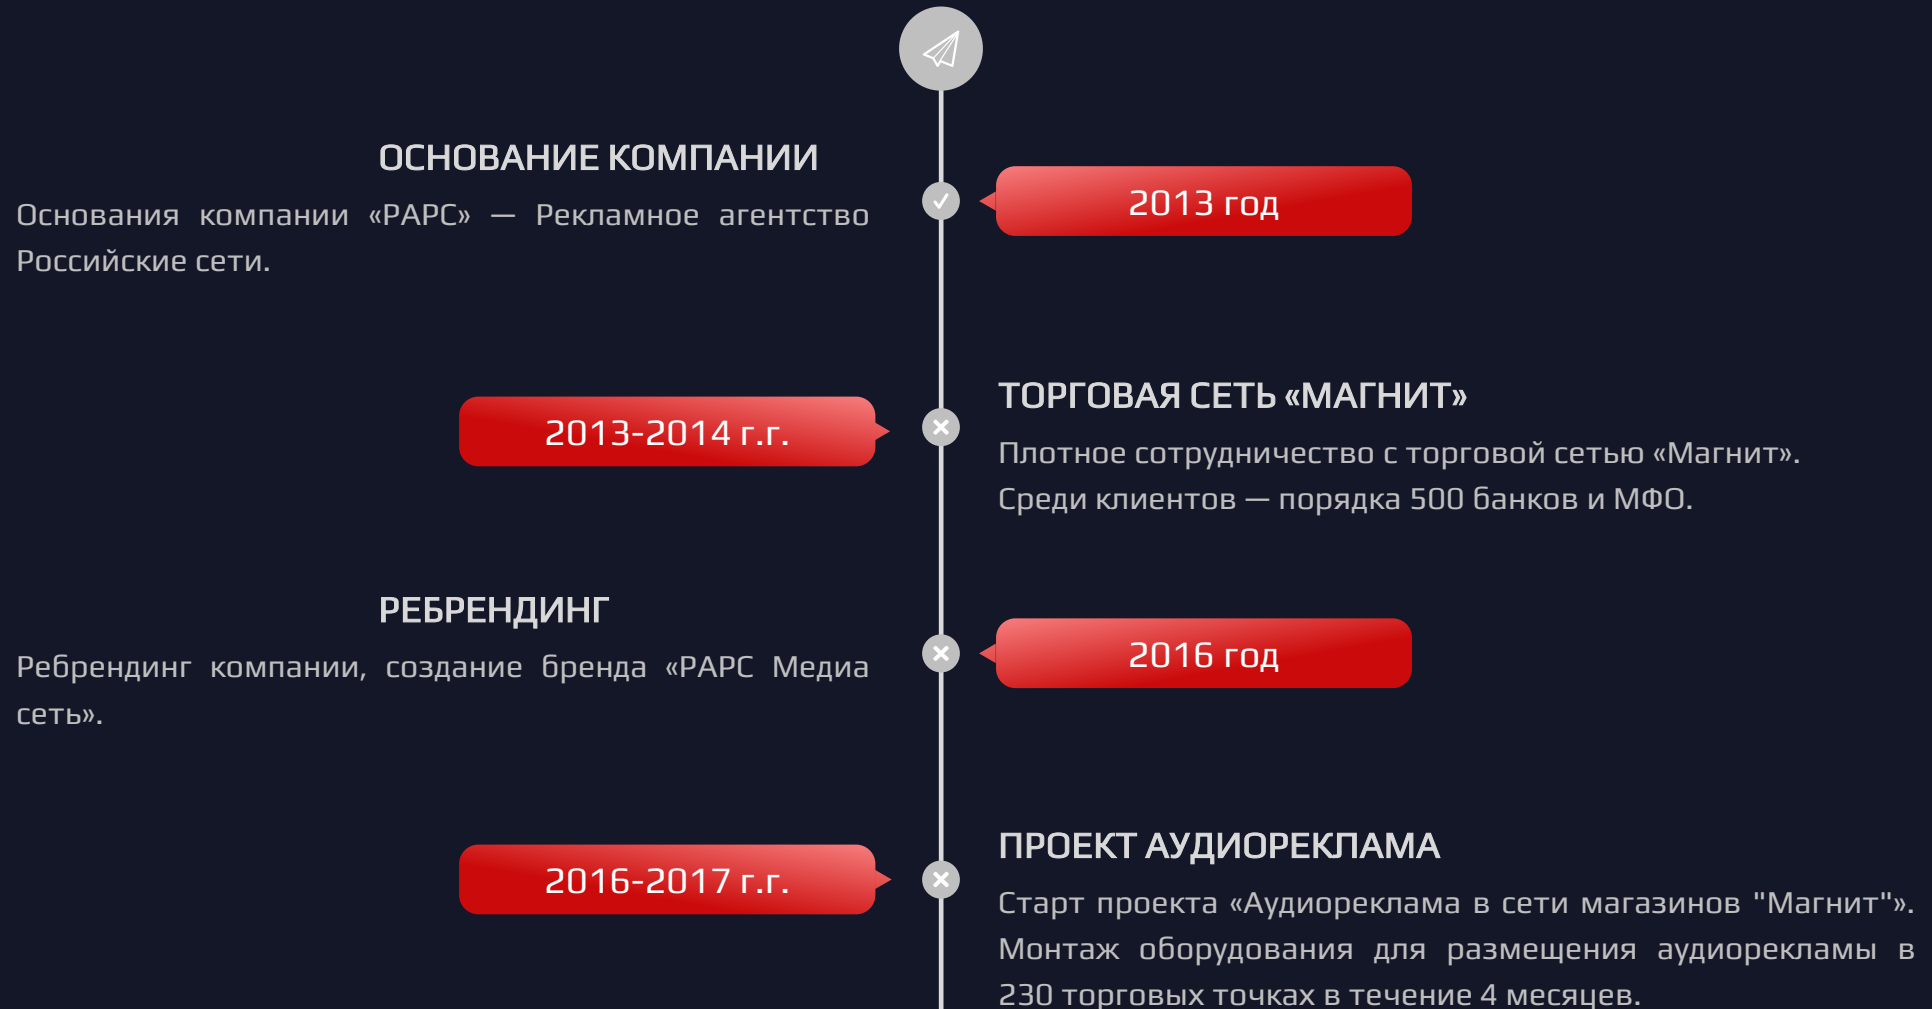 ОСНОВАНИЕ КОМПАНИИ
Основания компании «РАРС» — Рекламное агентство
Российские сети.
2013 год
2013-2014 г.г.
ТОРГОВАЯ СЕТЬ «МАГНИТ»
Плотное сотрудничество с торговой сетью «Магнит».
Среди клиентов — порядка 500 банков и МФО.
РЕБРЕНДИНГ
Ребрендинг компании, создание бренда «РАРС Медиа
сеть».
2016 год
2016-2017 г.г.
ПРОЕКТ АУДИОРЕКЛАМА
Старт проекта «Аудиореклама в сети магазинов "Магнит"».
Монтаж оборудования для размещения аудиорекламы в
230 торговых точках в течение 4 месяцев.